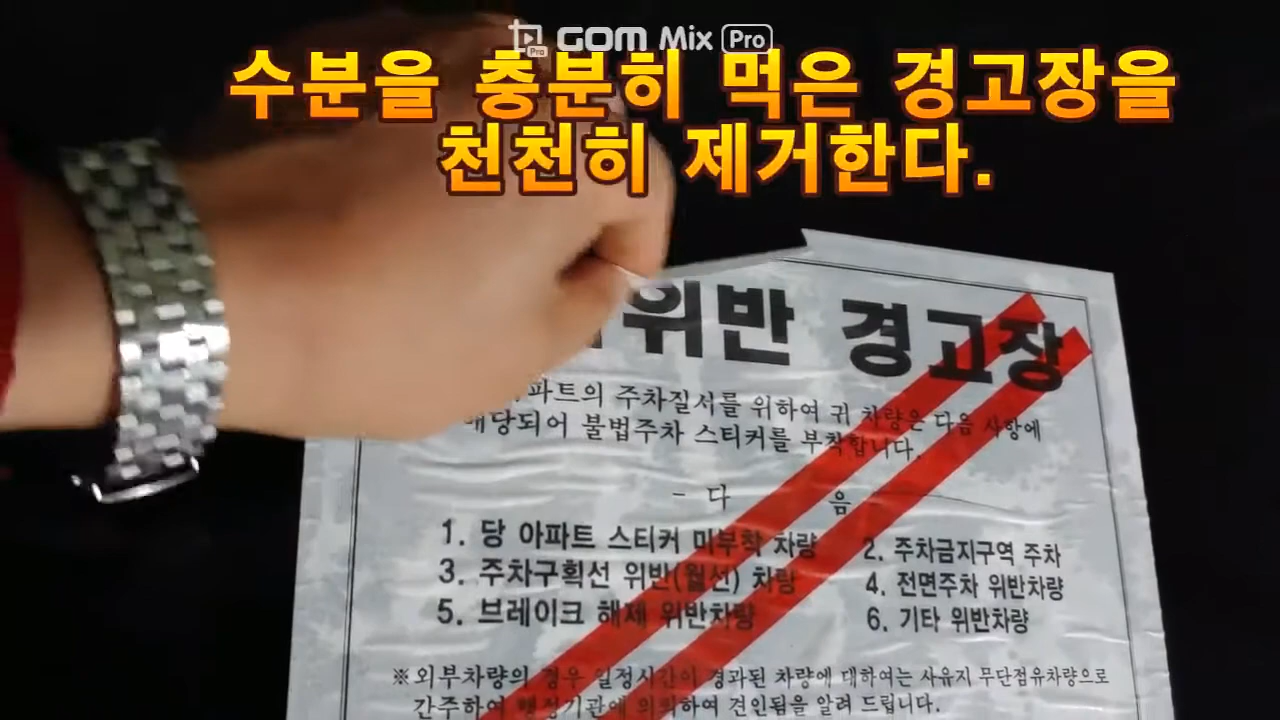 GOM Mix Pro
수분을 충분히 먹은 경고장을
천천히 제거한다.
위반 경고장
아파트의 주차질서를 위하여 귀 차량은 다음 사항에
해당되어 불법주차 스티커를 부착합니다.
- 다 음 -
1. 당 아파트 스티커 미부착 차량 2. 주차금지구역 주차
3. 주차구획선 위반(월선) 차량 4. 전면주차 위반차량
5. 브레이크 해제 위반차량 6. 기타 위반차량
※외부차량의 경우 일정시간이 경과된 차량에 대하여는 사유지 무단점유차량으로
간주하여 행정기관에 의뢰하여 견인됨을 알려 드립니다.